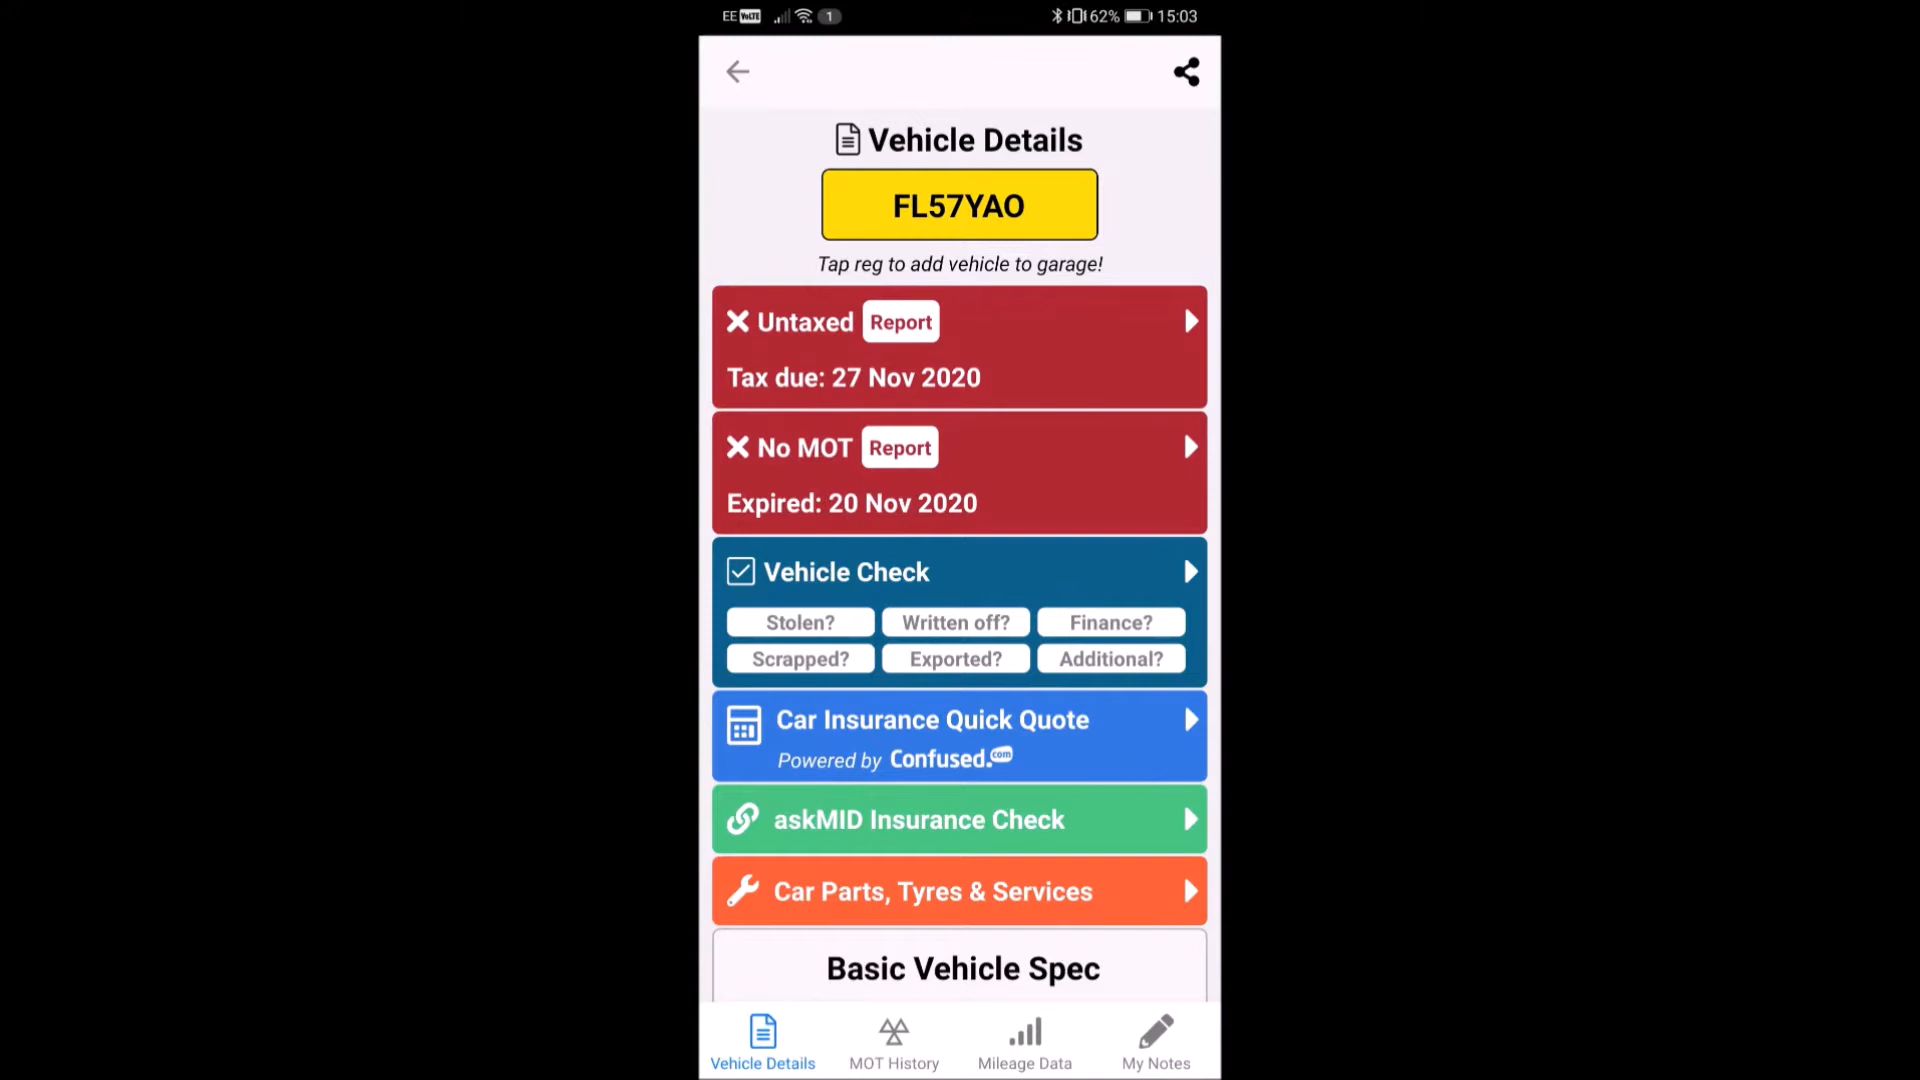 EE VoLTE 1 62% 15:03
Vehicle Details
FL57YAO
Tap reg to add vehicle to garage!
Untaxed Report
Tax due: 27 Nov 2020
No MOT Report
Expired: 20 Nov 2020
Vehicle Check
Stolen? Written off? Finance?
Scrapped? Exported? Additional?
Car Insurance Quick Quote
Powered by Confused.com
askMID Insurance Check
Car Parts, Tyres & Services
Basic Vehicle Spec
Vehicle Details MOT History Mileage Data My Notes